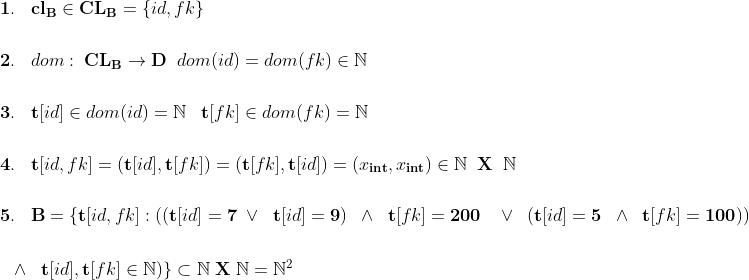 1. cl_B ∈ CL_B = {id, fk}
2. dom : CL_B → D dom(id) = dom(fk) ∈ ℕ
3. t[id] ∈ dom(id) = ℕ t[fk] ∈ dom(fk) = ℕ
4. t[id, fk] = (t[id], t[fk]) = (t[fk], t[id]) = (x_int, x_int) ∈ ℕ X ℕ
5. B = {t[id, fk] : ((t[id] = 7 ∨ t[id] = 9) ∧ t[fk] = 200 ∨ (t[id] = 5 ∧ t[fk] = 100))
∧ t[id], t[fk] ∈ ℕ)} ⊂ ℕ X ℕ = ℕ²